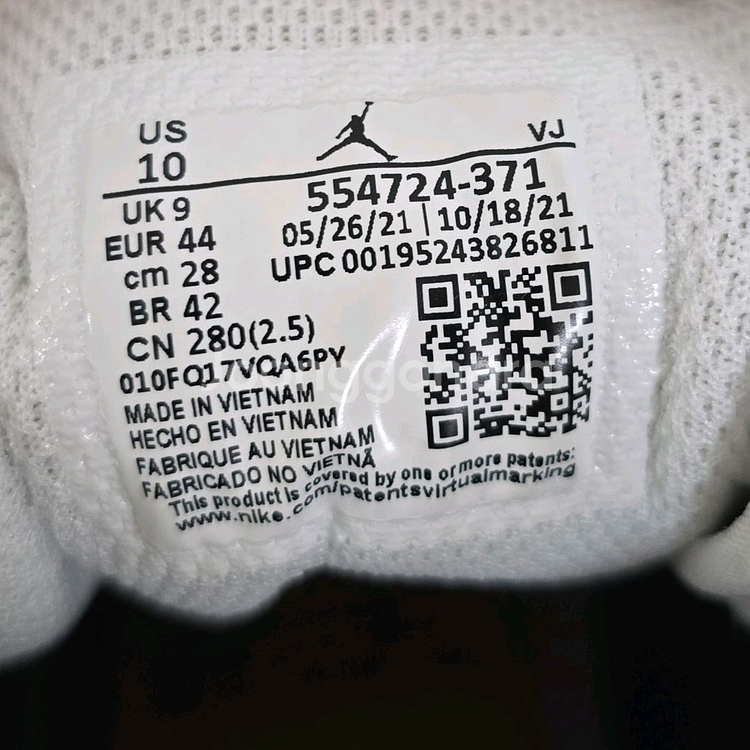 US
10
VJ
UK 9
EUR 44
cm 28
BR 42
CN 280(2.5)
010FQ17VQA6PY
554724-371
05/26/21 | 10/18/21
UPC 00195243826811
MADE IN VIETNAM
HECHO EN VIETNAM
FABRIQUE AU VIETNAM
FABRICADO NO VIETNÃ
This product is covered by one or more patents:
www.nike.com/patentsvirtualmarking